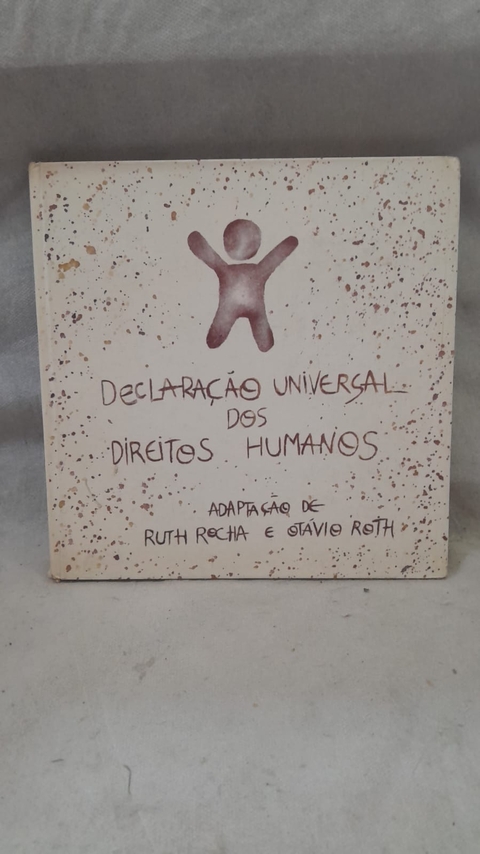 DECLARAÇÃO UNIVERSAL
DOS
DIREITOS HUMANOS
ADAPTAÇÃO DE
RUTH ROCHA E OTÁVIO ROTH